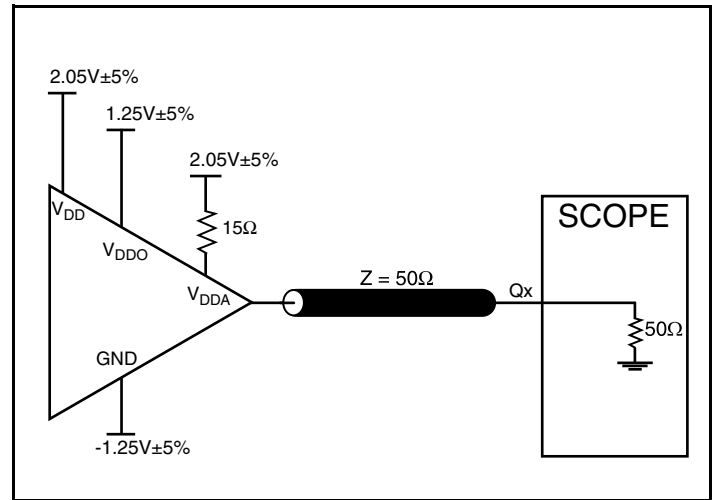 2.05V±5%
1.25V±5%
2.05V±5%
SCOPE
VDD
15Ω
VDDO
Z = 50Ω
VDDA
Qx
50Ω
GND
-1.25V±5%